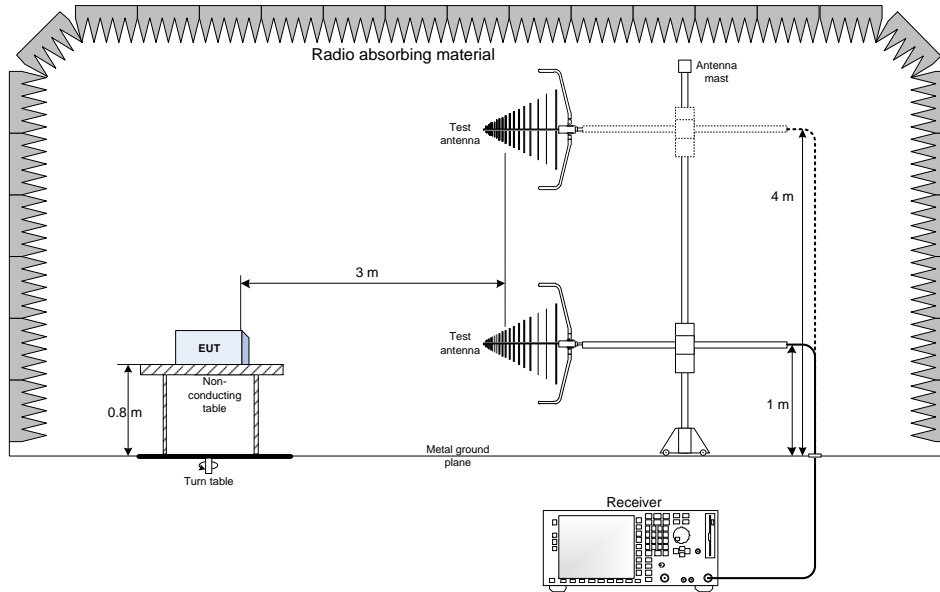 Radio absorbing material
Antenna
mast
Test
antenna
4 m
3 m
EUT
Test
antenna
Non-
conducting
table
0.8 m
1 m
Metal ground
plane
Turn table
Receiver